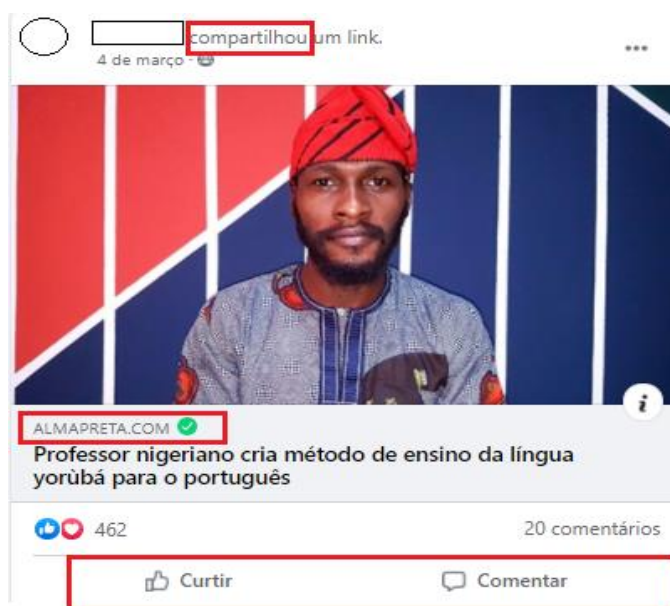 compartilhou um link.
4 de março ·
ALMAPRETA.COM
Professor nigeriano cria método de ensino da língua
yorùbá para o português
462 20 comentários
Curtir Comentar